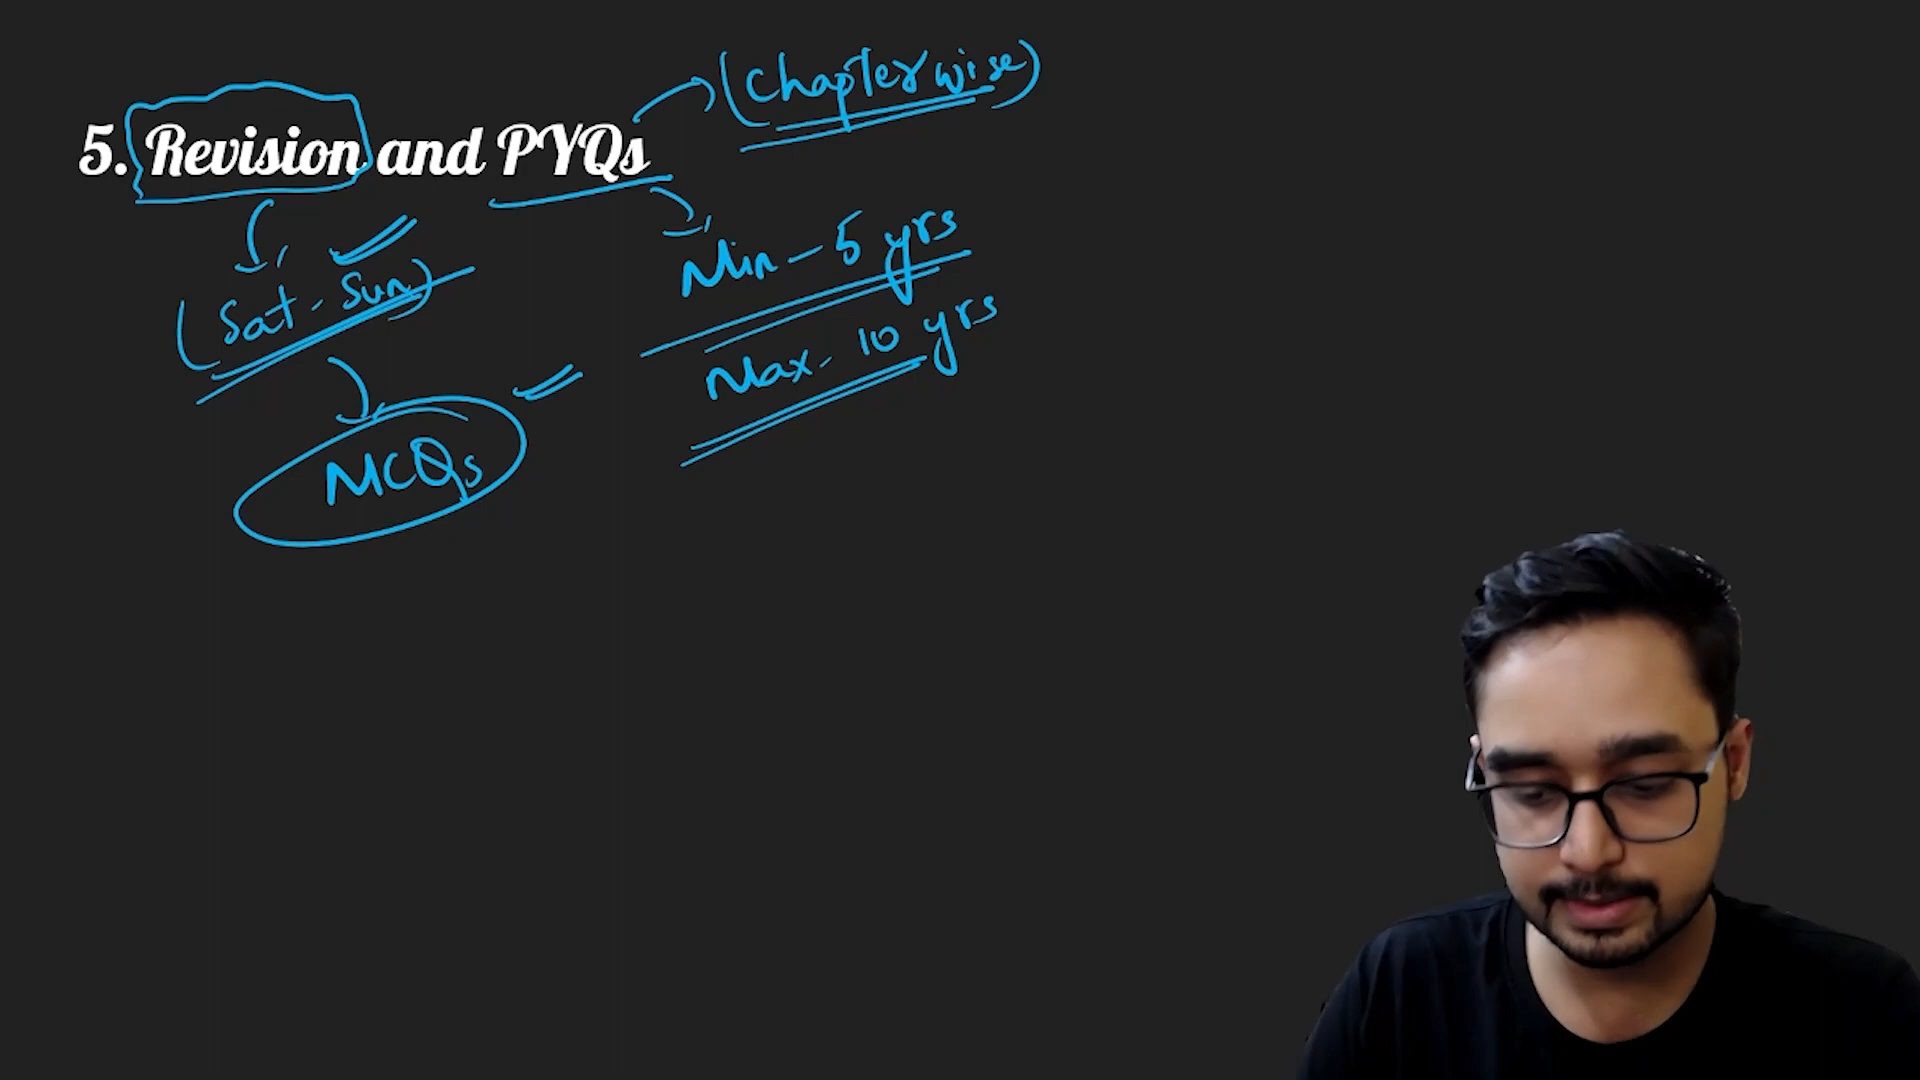 (Chapterwise)
5. Revision and PYQs
(Sat - Sun)
Min - 5 yrs
Max - 10 yrs
MCQs